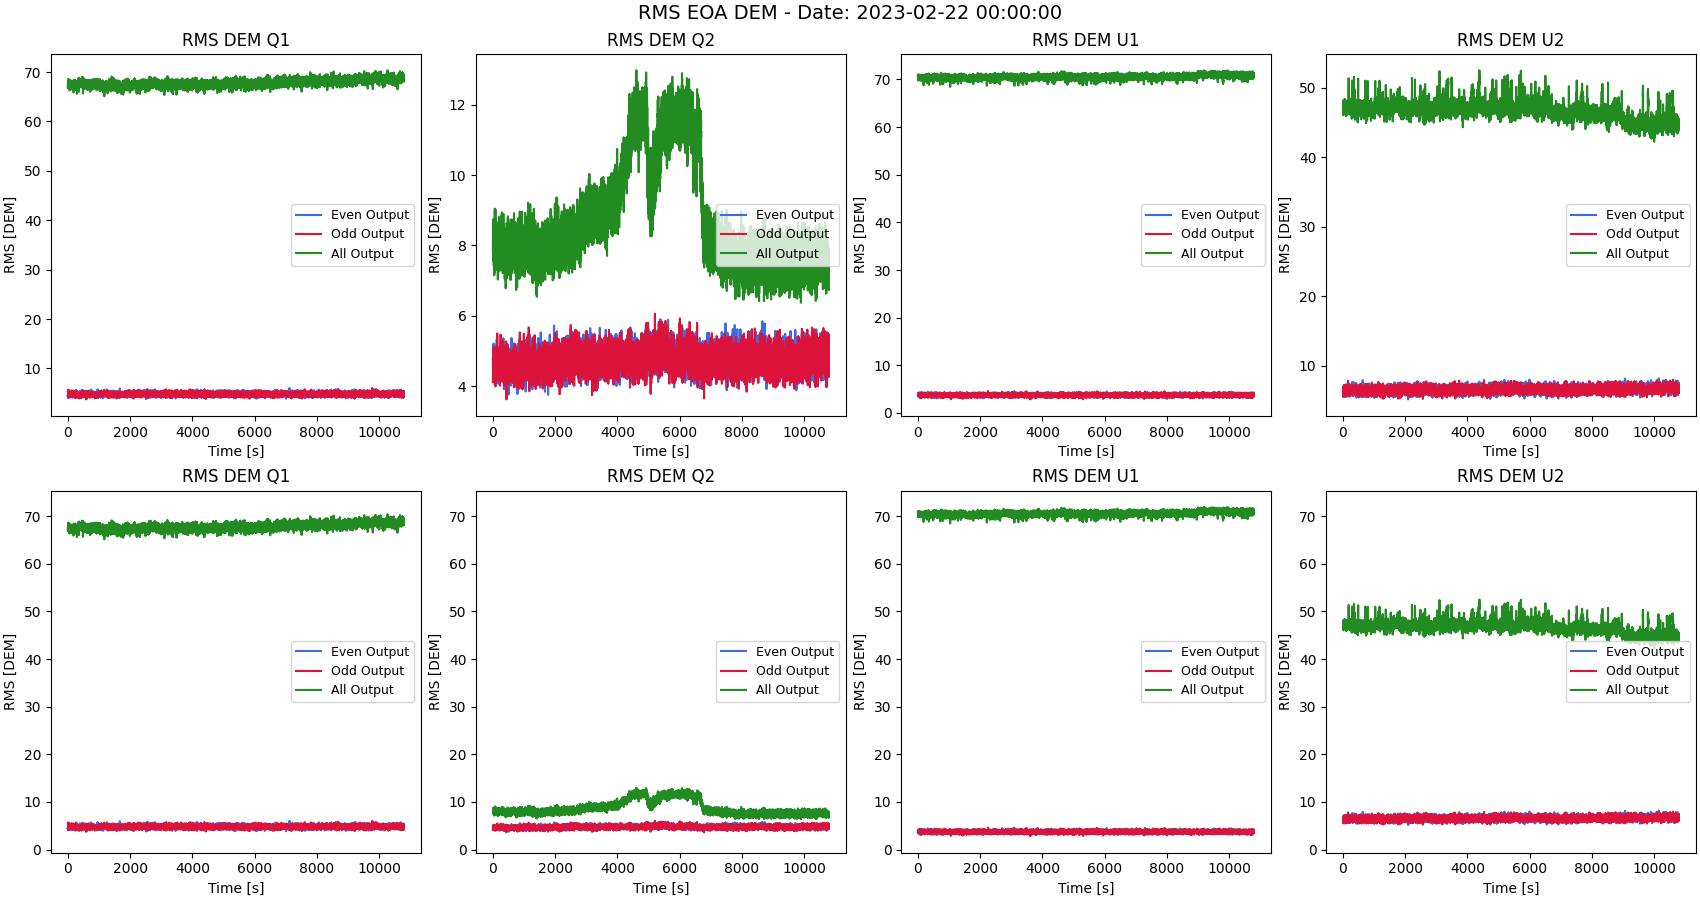 RMS EOA DEM - Date: 2023-02-22 00:00:00
RMS DEM Q1
RMS [DEM]
70
60
50
40
30
20
10
Even Output
Odd Output
All Output
0 2000 4000 6000 8000 10000
Time [s]
RMS DEM Q2
RMS [DEM]
12
10
8
6
4
Even Output
Odd Output
All Output
0 2000 4000 6000 8000 10000
Time [s]
RMS DEM U1
RMS [DEM]
70
60
50
40
30
20
10
0
Even Output
Odd Output
All Output
0 2000 4000 6000 8000 10000
Time [s]
RMS DEM U2
RMS [DEM]
50
40
30
20
10
Even Output
Odd Output
All Output
0 2000 4000 6000 8000 10000
Time [s]
RMS DEM Q1
RMS [DEM]
70
60
50
40
30
20
10
0
Even Output
Odd Output
All Output
0 2000 4000 6000 8000 10000
Time [s]
RMS DEM Q2
RMS [DEM]
70
60
50
40
30
20
10
0
Even Output
Odd Output
All Output
0 2000 4000 6000 8000 10000
Time [s]
RMS DEM U1
RMS [DEM]
70
60
50
40
30
20
10
0
Even Output
Odd Output
All Output
0 2000 4000 6000 8000 10000
Time [s]
RMS DEM U2
RMS [DEM]
70
60
50
40
30
20
10
0
Even Output
Odd Output
All Output
0 2000 4000 6000 8000 10000
Time [s]